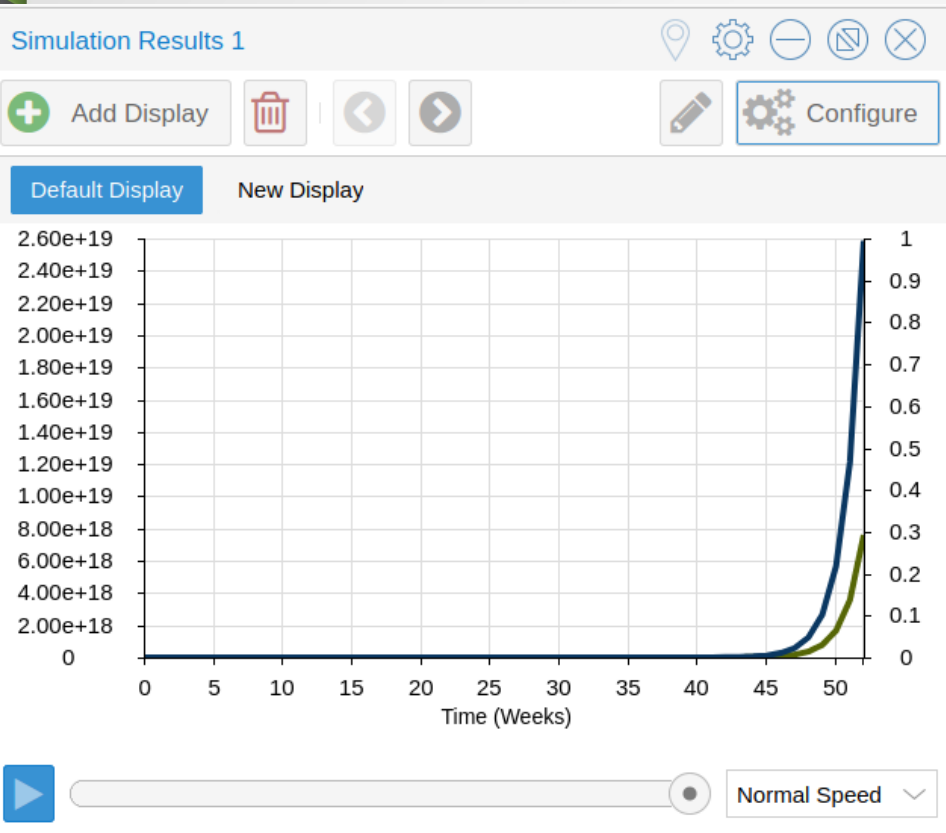 Simulation Results 1
Add Display
Configure
Default Display New Display
2.60e+19 1
2.40e+19
0.9
2.20e+19
2.00e+19 0.8
1.80e+19 0.7
1.60e+19 0.6
1.40e+19
0.5
1.20e+19
1.00e+19 0.4
8.00e+18 0.3
6.00e+18
0.2
4.00e+18
2.00e+18 0.1
0 0
0 5 10 15 20 25 30 35 40 45 50
Time (Weeks)
Normal Speed